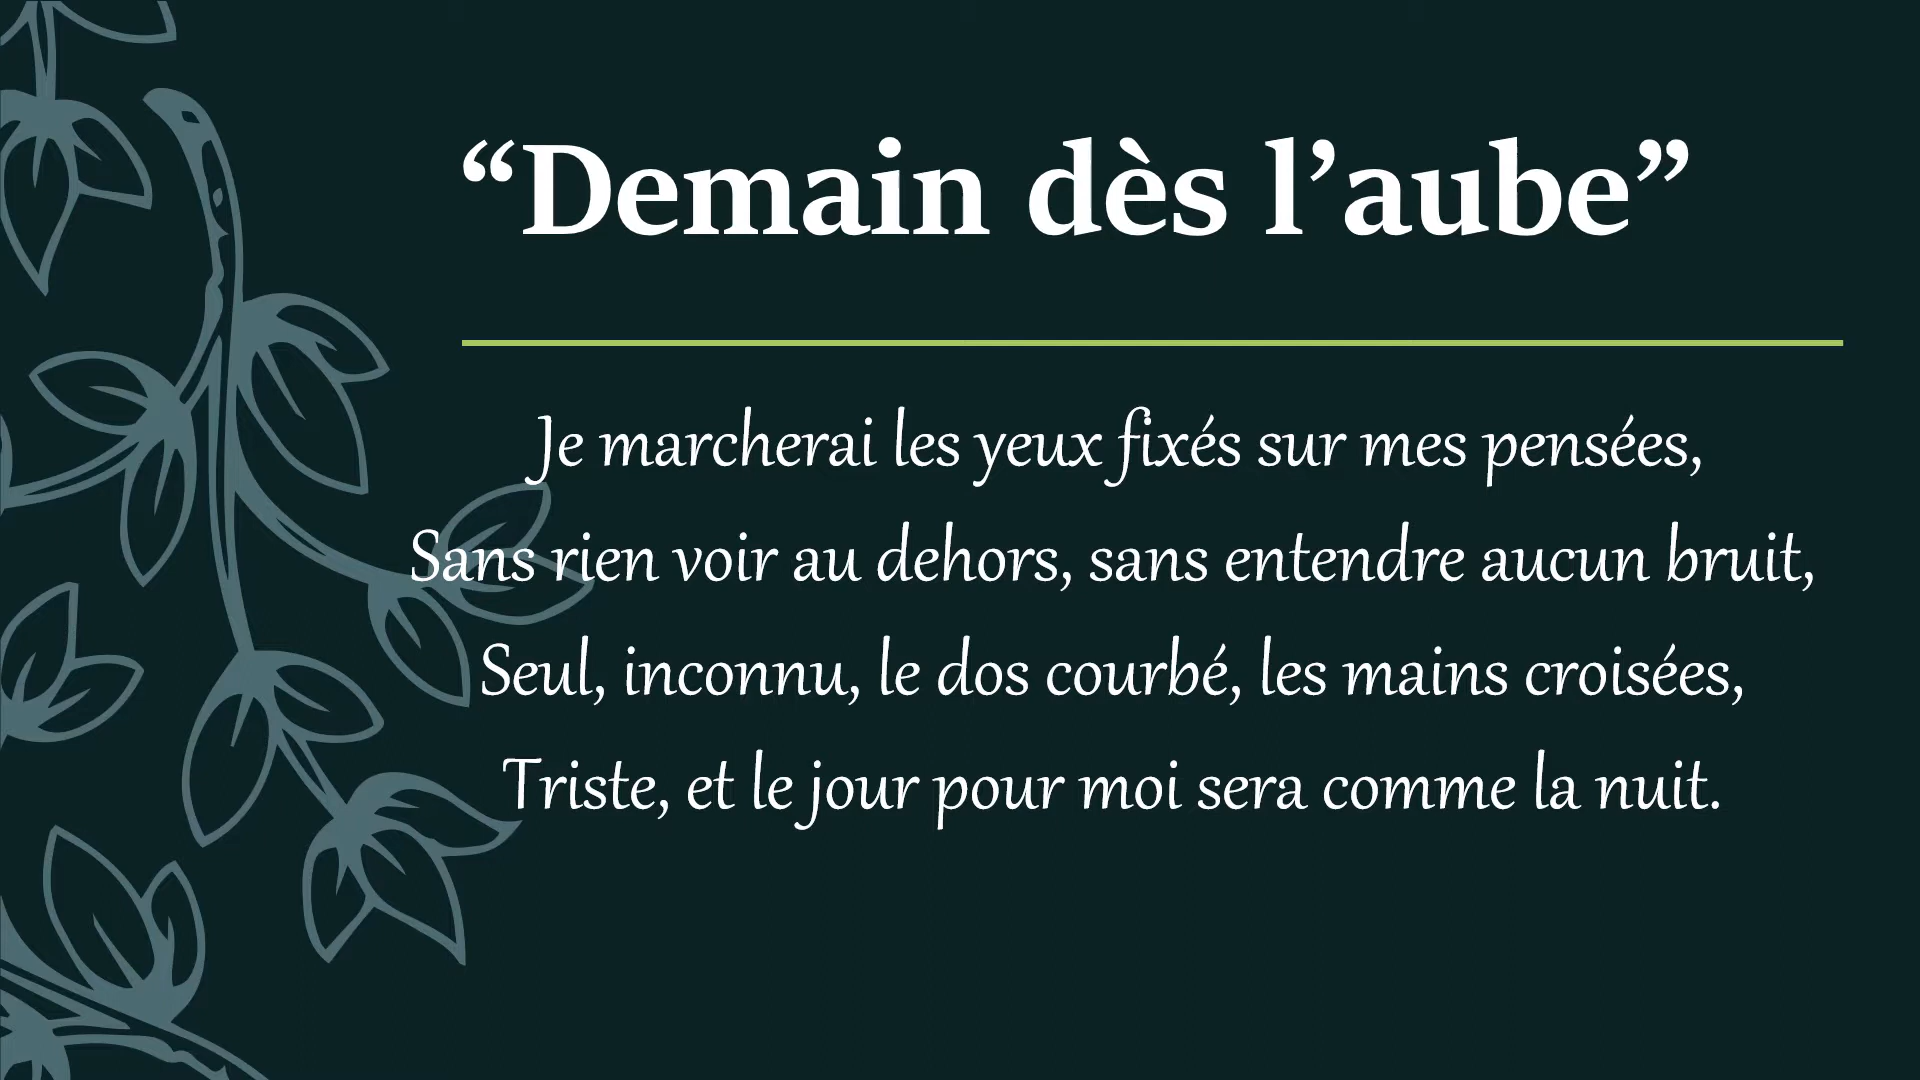 “Demain dès l’aube”
Je marcherai les yeux fixés sur mes pensées,
Sans rien voir au dehors, sans entendre aucun bruit,
Seul, inconnu, le dos courbé, les mains croisées,
Triste, et le jour pour moi sera comme la nuit.